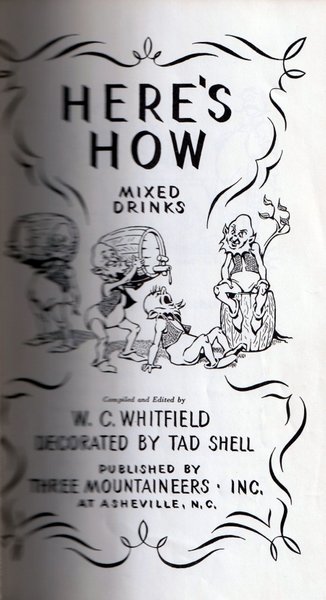 HERE'S
HOW
MIXED
DRINKS
Compiled and Edited by
W. C. WHITFIELD
DECORATED BY TAD SHELL
PUBLISHED BY
THREE MOUNTAINEERS · INC.
AT ASHEVILLE, N.C.